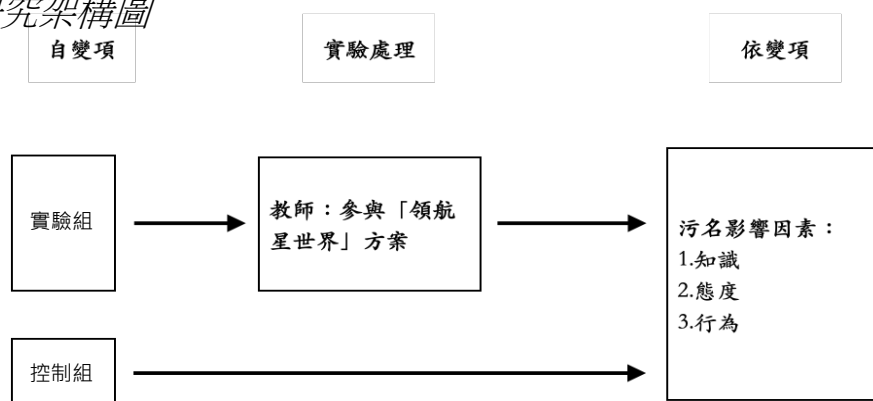 究架構圖
自變項
實驗處理
依變項
實驗組
教師：參與「領航
星世界」方案
污名影響因素：
1.知識
2.態度
3.行為
控制組